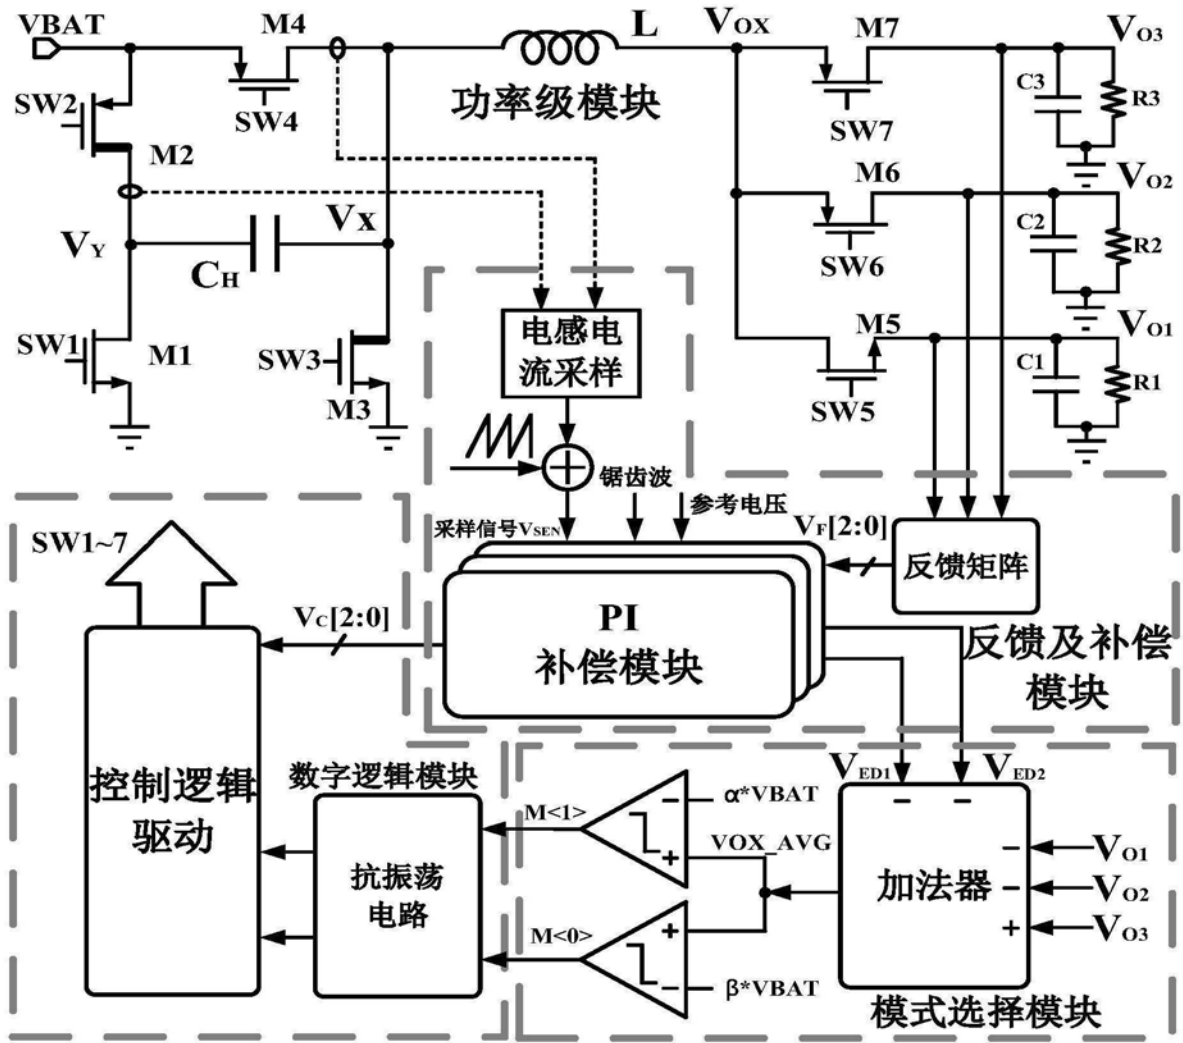 VBAT
M4
L
VOX
M7
VO3
SW2
SW4
功率级模块
SW7
C3
R3
M2
M6
VO2
VY
CH
VX
SW6
C2
R2
SW1
M1
SW3
M3
电感电
流采样
M5
SW5
VO1
C1
R1
锯齿波
参考电压
采样信号VSEN
VF[2:0]
反馈矩阵
SW1~7
VC[2:0]
PI
补偿模块
反馈及补偿
模块
控制逻辑
驱动
数字逻辑模块
抗振荡
电路
M<1>
M<0>
α*VBAT
VOX_AVG
β*VBAT
VED1
VED2
加法器
VO1
VO2
VO3
模式选择模块